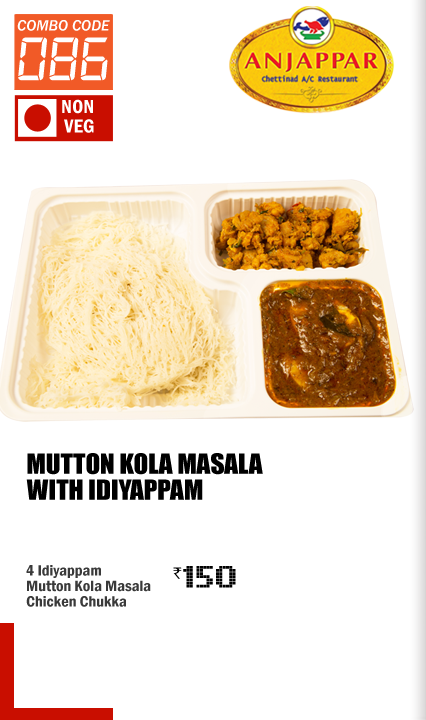 COMBO CODE
086
NON
VEG
ANJAPPAR
Chettinad A/C Restaurant
MUTTON KOLA MASALA
WITH IDIYAPPAM
4 Idiyappam
Mutton Kola Masala
Chicken Chukka
₹150